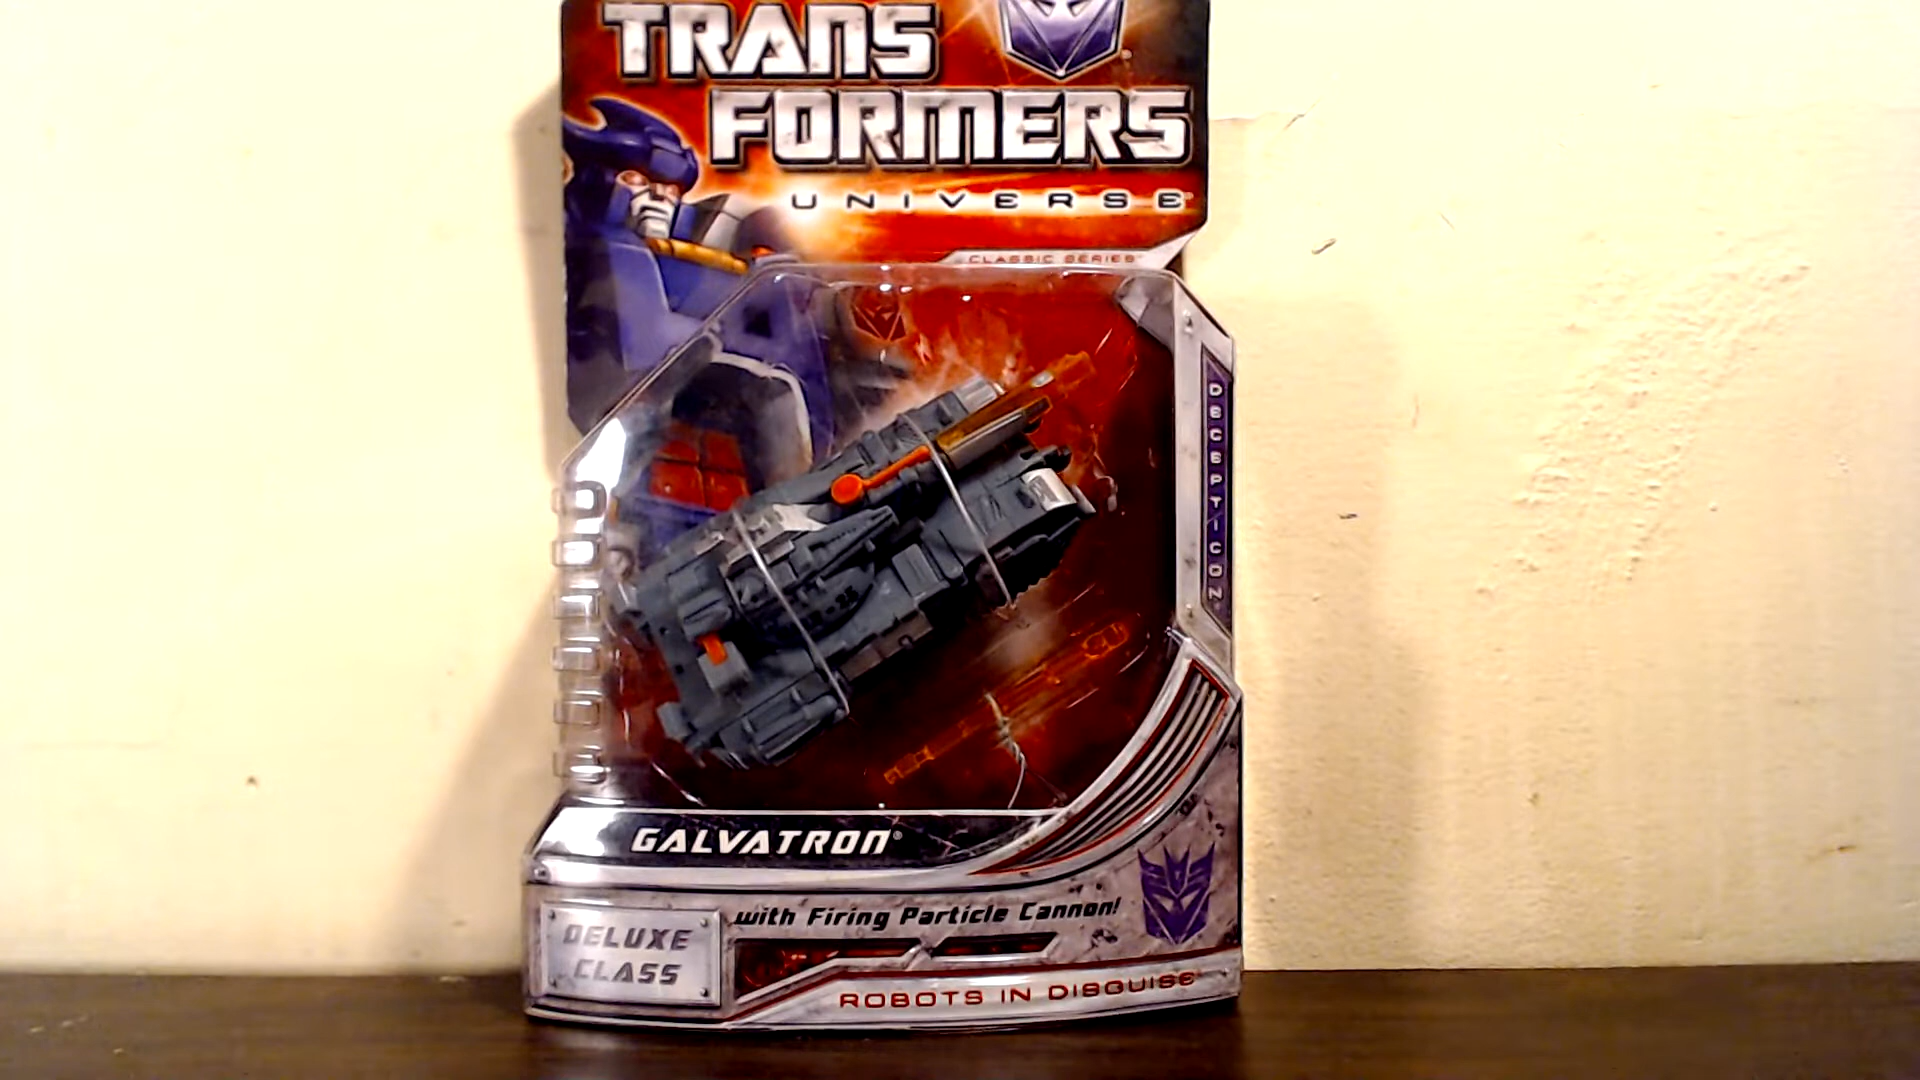 TRANS
FORMERS
UNIVERSE
CLASSIC SERIES
DECEPTICON
GALVATRON®
with Firing Particle Cannon!
DELUXE
CLASS
ROBOTS IN DISGUISE